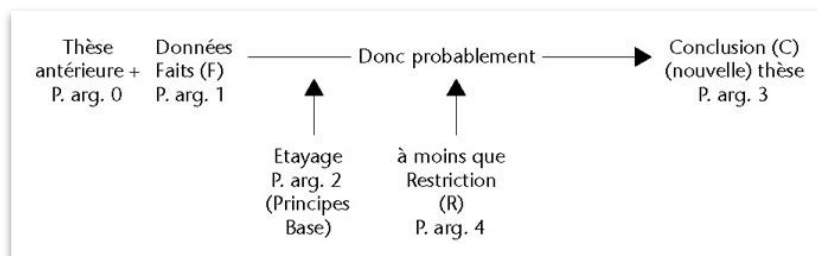 Thèse
antérieure +
P. arg. 0
Données
Faits (F)
P. arg. 1
Donc probablement
Conclusion (C)
(nouvelle) thèse
P. arg. 3
Etayage
P. arg. 2
(Principes
Base)
à moins que
Restriction
(R)
P. arg. 4